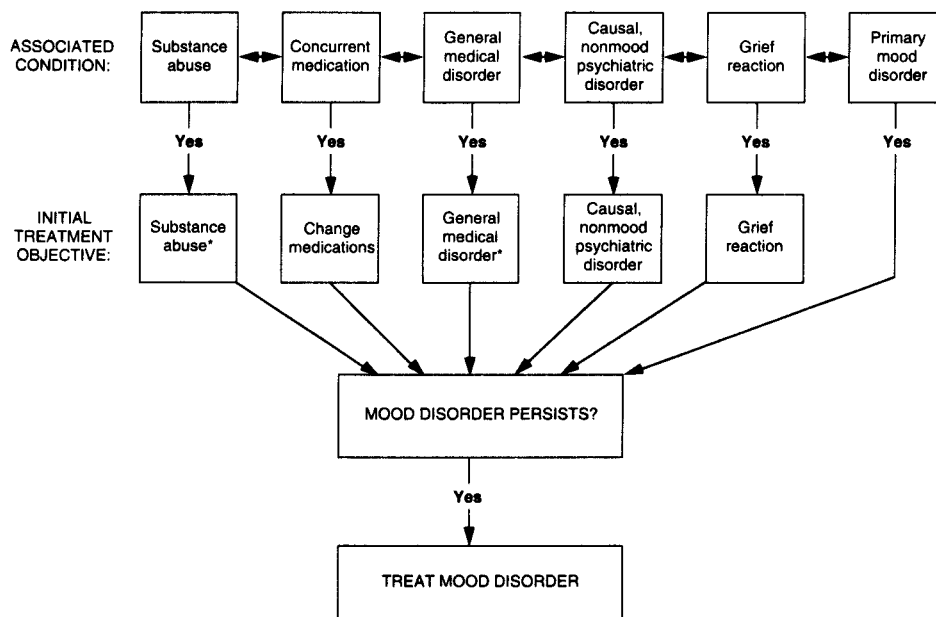 ASSOCIATED
CONDITION:
Substance
abuse
Concurrent
medication
General
medical
disorder
Causal,
nonmood
psychiatric
disorder
Grief
reaction
Primary
mood
disorder
Yes
Yes
Yes
Yes
Yes
Yes
INITIAL
TREATMENT
OBJECTIVE:
Substance
abuse*
Change
medications
General
medical
disorder*
Causal,
nonmood
psychiatric
disorder
Grief
reaction
MOOD DISORDER PERSISTS?
Yes
TREAT MOOD DISORDER